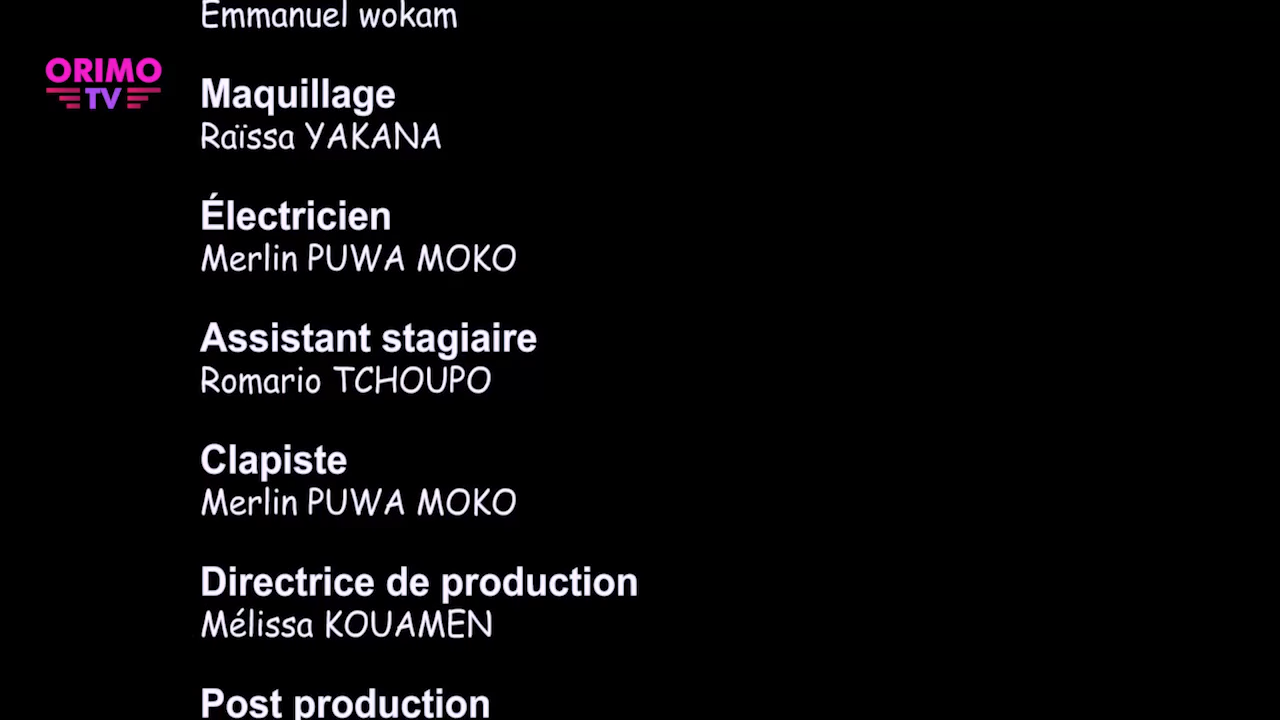 Emmanuel wokam
ORIMO
TV
Maquillage
Raïssa YAKANA
Électricien
Merlin PUWA MOKO
Assistant stagiaire
Romario TCHOUPO
Clapiste
Merlin PUWA MOKO
Directrice de production
Mélissa KOUAMEN
Post production